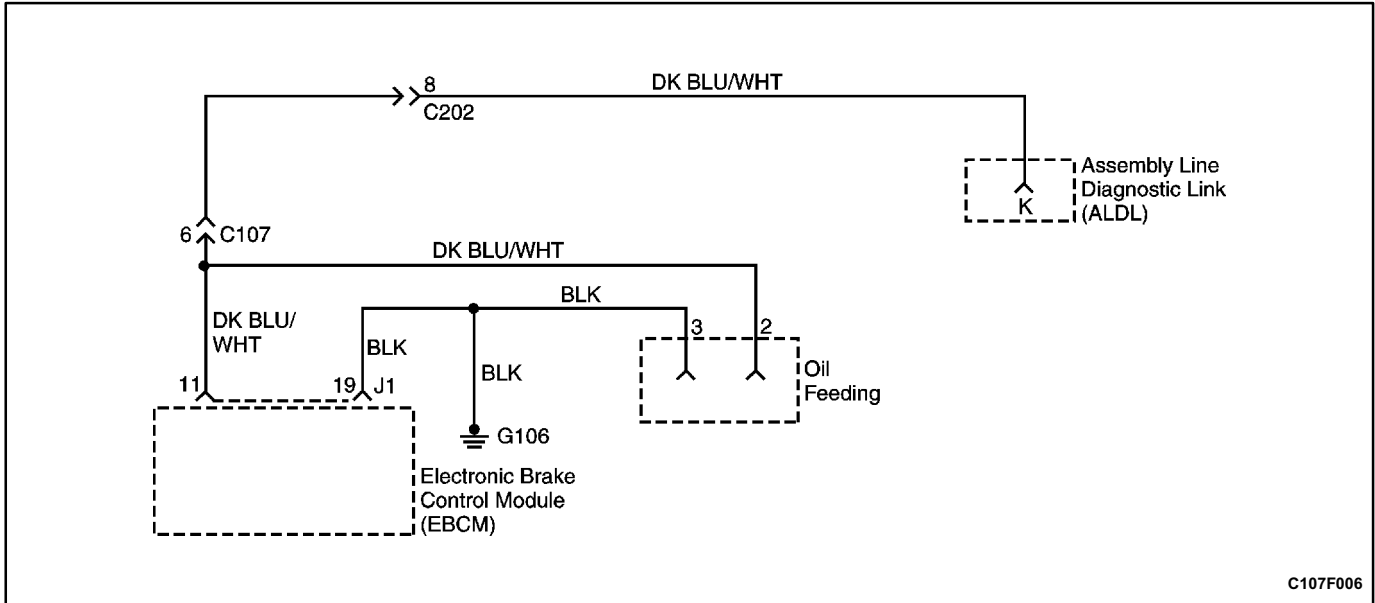 8
DK BLU/WHT
C202
Assembly Line
Diagnostic Link
(ALDL)
K
6
C107
DK BLU/WHT
BLK
DK BLU/
WHT
BLK
BLK
3
2
Oil
Feeding
11
19
J1
G106
Electronic Brake
Control Module
(EBCM)
C107F006